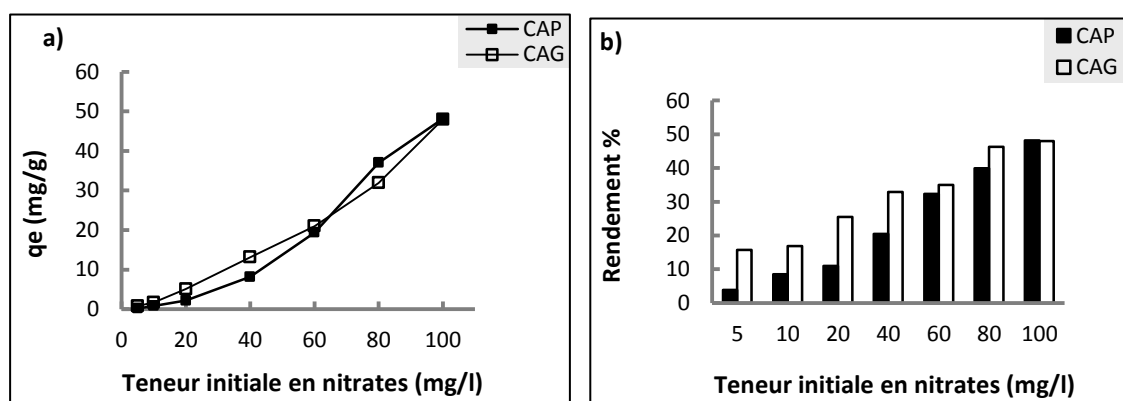 a)
CAP
CAG
60
50
40
30
20
10
0
qe (mg/g)
0 20 40 60 80 100
Teneur initiale en nitrates (mg/l)
b)
CAP
CAG
60
50
40
30
20
10
0
Rendement %
5 10 20 40 60 80 100
Teneur initiale en nitrates (mg/l)